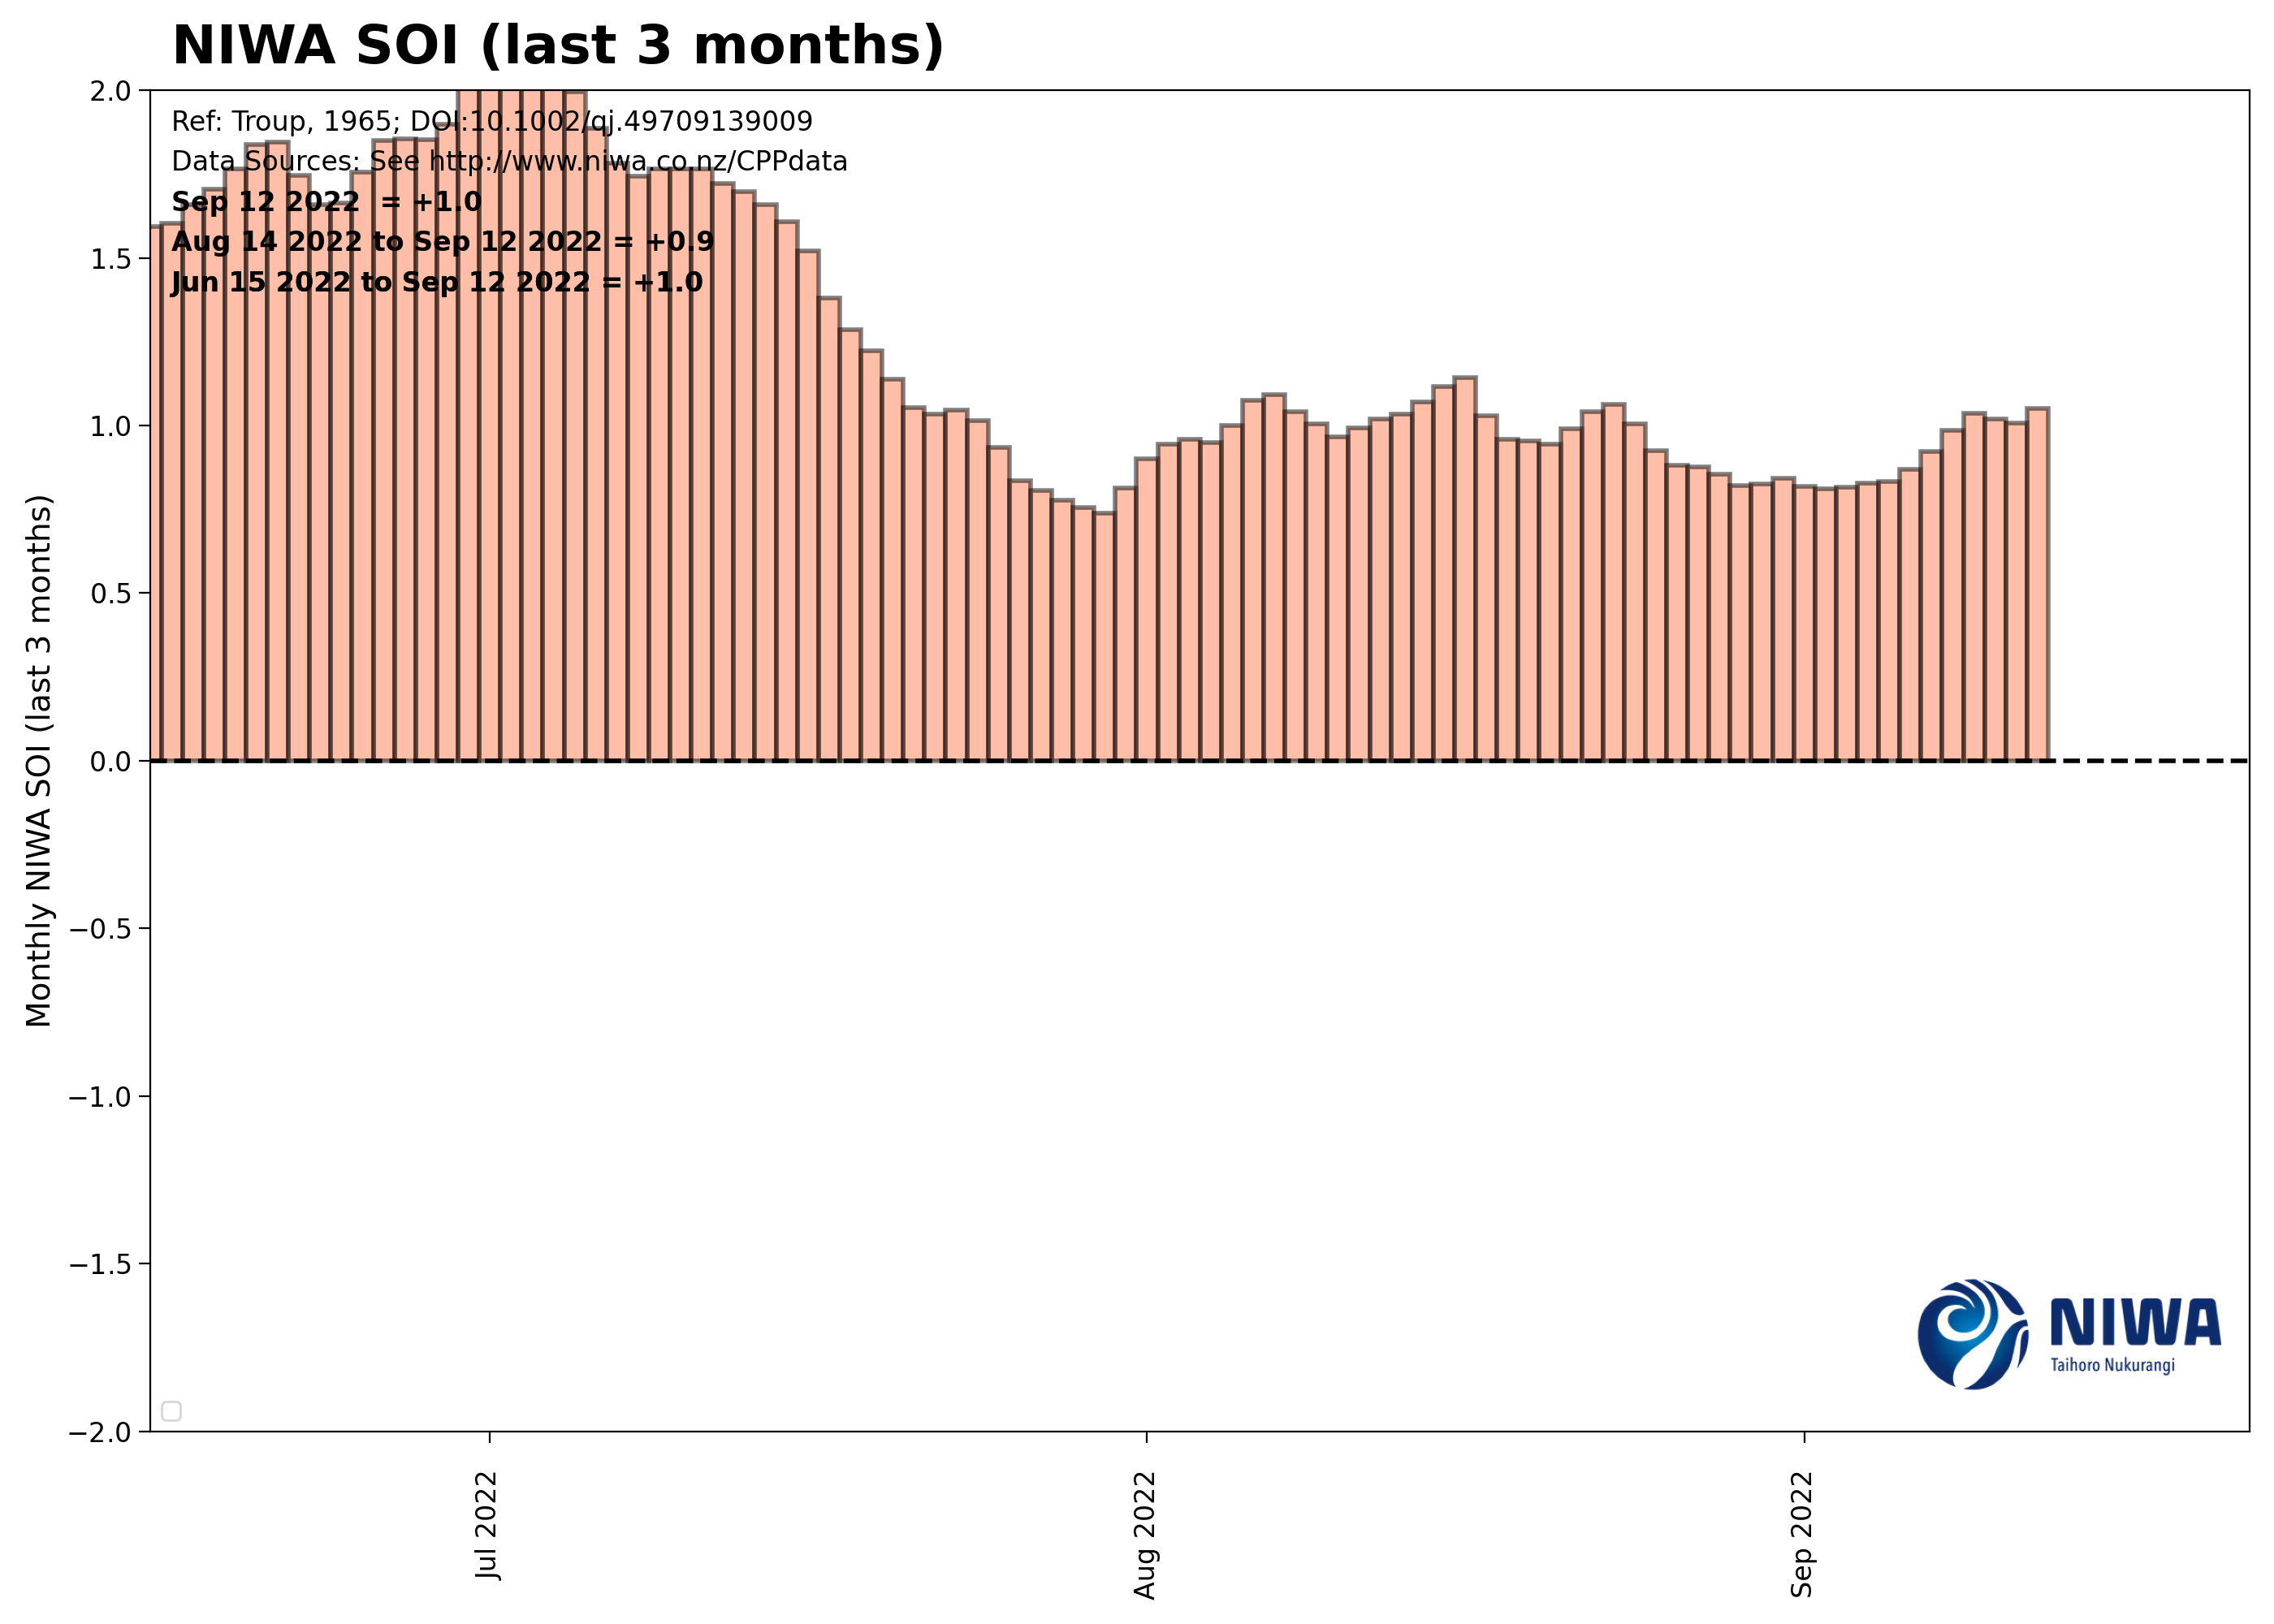 NIWA SOI (last 3 months)
Ref: Troup, 1965; DOI:10.1002/qj.49709139009
Data Sources: See http://www.niwa.co.nz/CPPdata
Sep 12 2022  = +1.0
Aug 14 2022 to Sep 12 2022 = +0.9
Jun 15 2022 to Sep 12 2022 = +1.0
Monthly NIWA SOI (last 3 months)
2.0
1.5
1.0
0.5
0.0
−0.5
−1.0
−1.5
−2.0
Jul 2022
Aug 2022
Sep 2022
NIWA
Taihoro Nukurangi